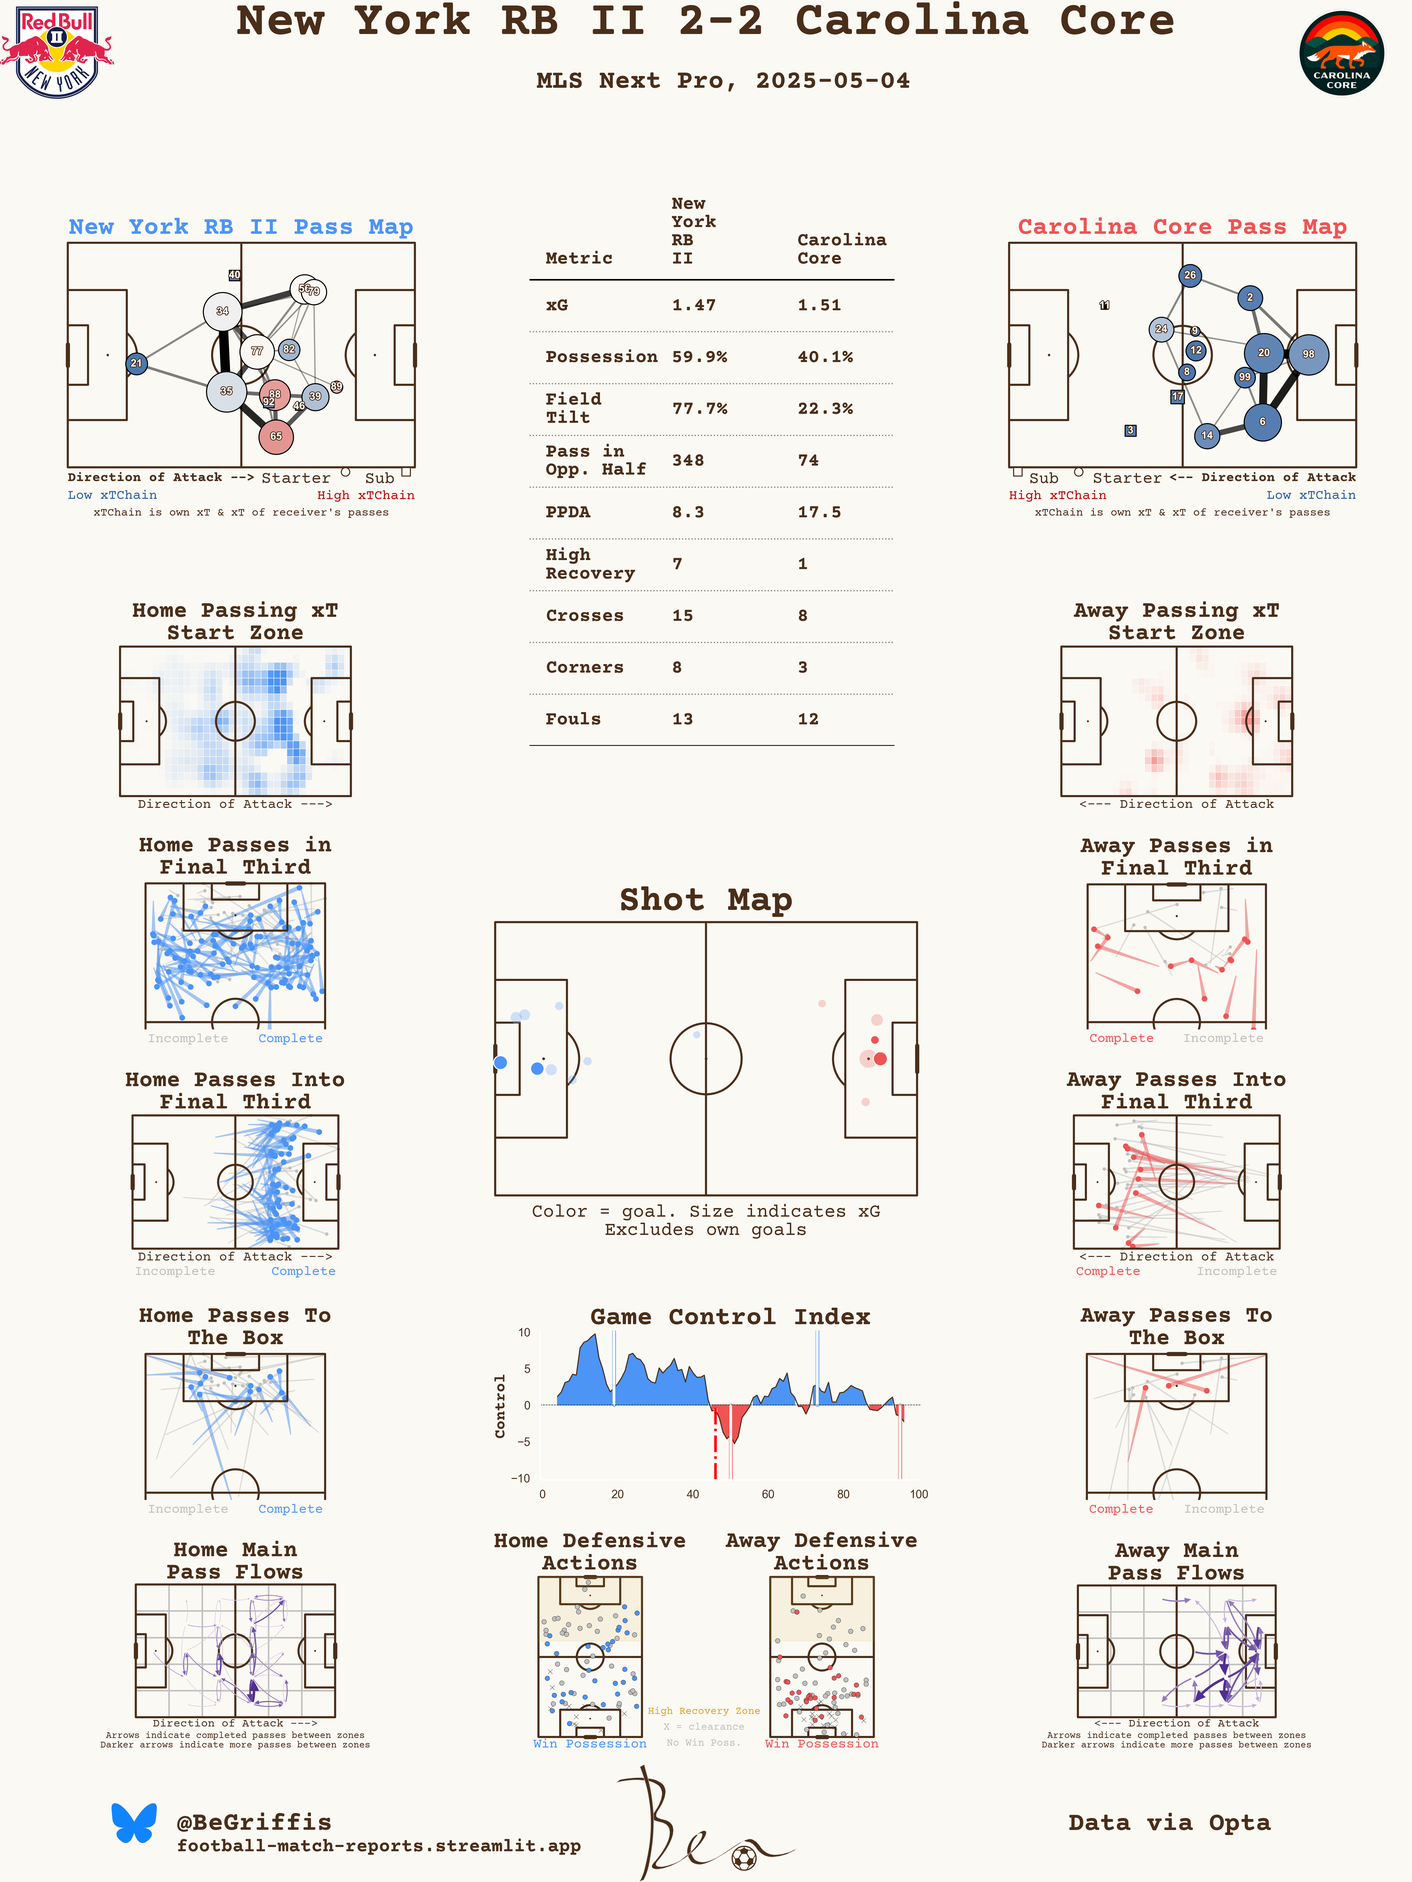 New York RB II 2-2 Carolina Core
MLS Next Pro, 2025-05-04
Red Bull
II
NEW YORK
CAROLINA
CORE
New York RB II Pass Map
40
56
79
34
77
82
21
35
88
92
46
39
89
65
Direction of Attack --> Starter Sub
Low xTChain High xTChain
xTChain is own xT & xT of receiver's passes
New
York
RB
II
Carolina
Core
Metric
xG 1.47 1.51
Possession 59.9% 40.1%
Field
Tilt 77.7% 22.3%
Pass in
Opp. Half 348 74
PPDA 8.3 17.5
High
Recovery 7 1
Crosses 15 8
Corners 8 3
Fouls 13 12
Carolina Core Pass Map
26
2
11
24
9
12
20
98
8
99
17
3
14
6
Sub Starter <-- Direction of Attack
High xTChain Low xTChain
xTChain is own xT & xT of receiver's passes
Home Passing xT
Start Zone
Direction of Attack --->
Away Passing xT
Start Zone
<--- Direction of Attack
Home Passes in
Final Third
Incomplete Complete
Away Passes in
Final Third
Complete Incomplete
Shot Map
Color = goal. Size indicates xG
Excludes own goals
Home Passes Into
Final Third
Direction of Attack --->
Incomplete Complete
Away Passes Into
Final Third
<--- Direction of Attack
Complete Incomplete
Game Control Index
Control
10
5
0
−5
−10
0 20 40 60 80 100
Home Passes To
The Box
Incomplete Complete
Away Passes To
The Box
Complete Incomplete
Home Main
Pass Flows
Direction of Attack --->
Arrows indicate completed passes between zones
Darker arrows indicate more passes between zones
Home Defensive
Actions
Win Possession
Away Defensive
Actions
Win Possession
High Recovery Zone
X = clearance
No Win Poss.
Away Main
Pass Flows
<--- Direction of Attack
Arrows indicate completed passes between zones
Darker arrows indicate more passes between zones
@BeGriffis
football-match-reports.streamlit.app
Ben
Data via Opta